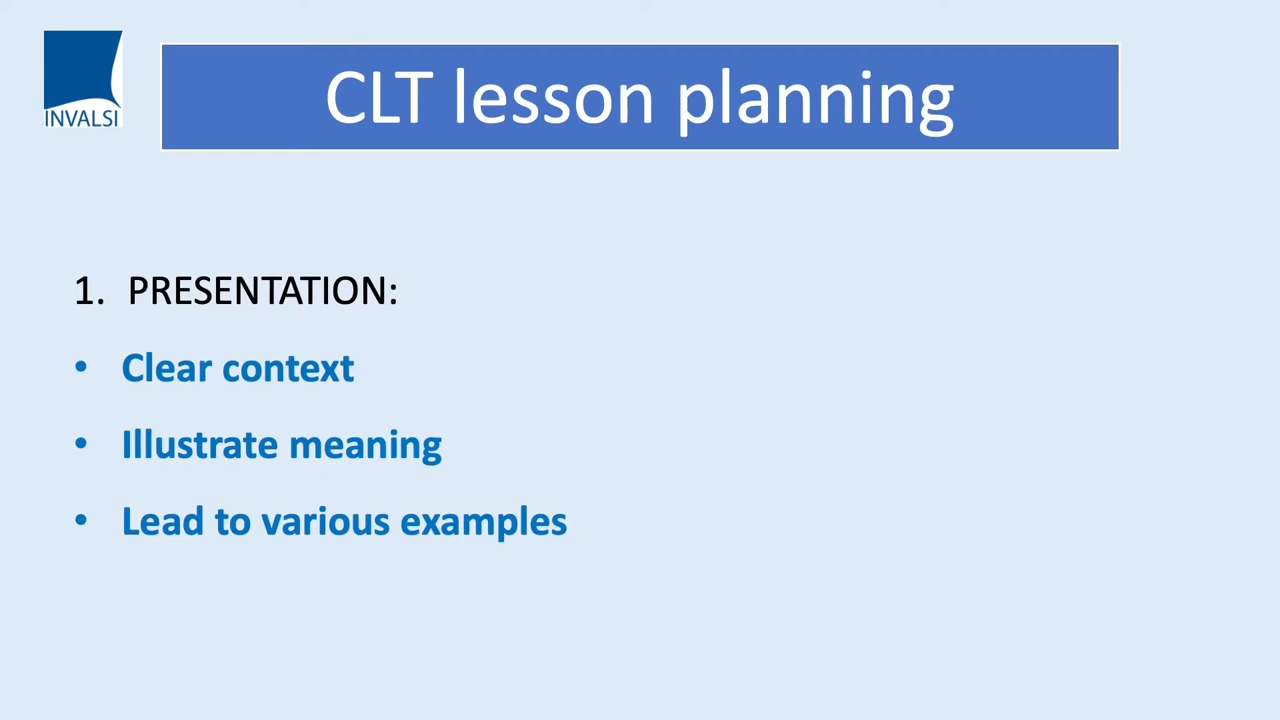 INVALSI
CLT lesson planning
1. PRESENTATION:
• Clear context
• Illustrate meaning
• Lead to various examples